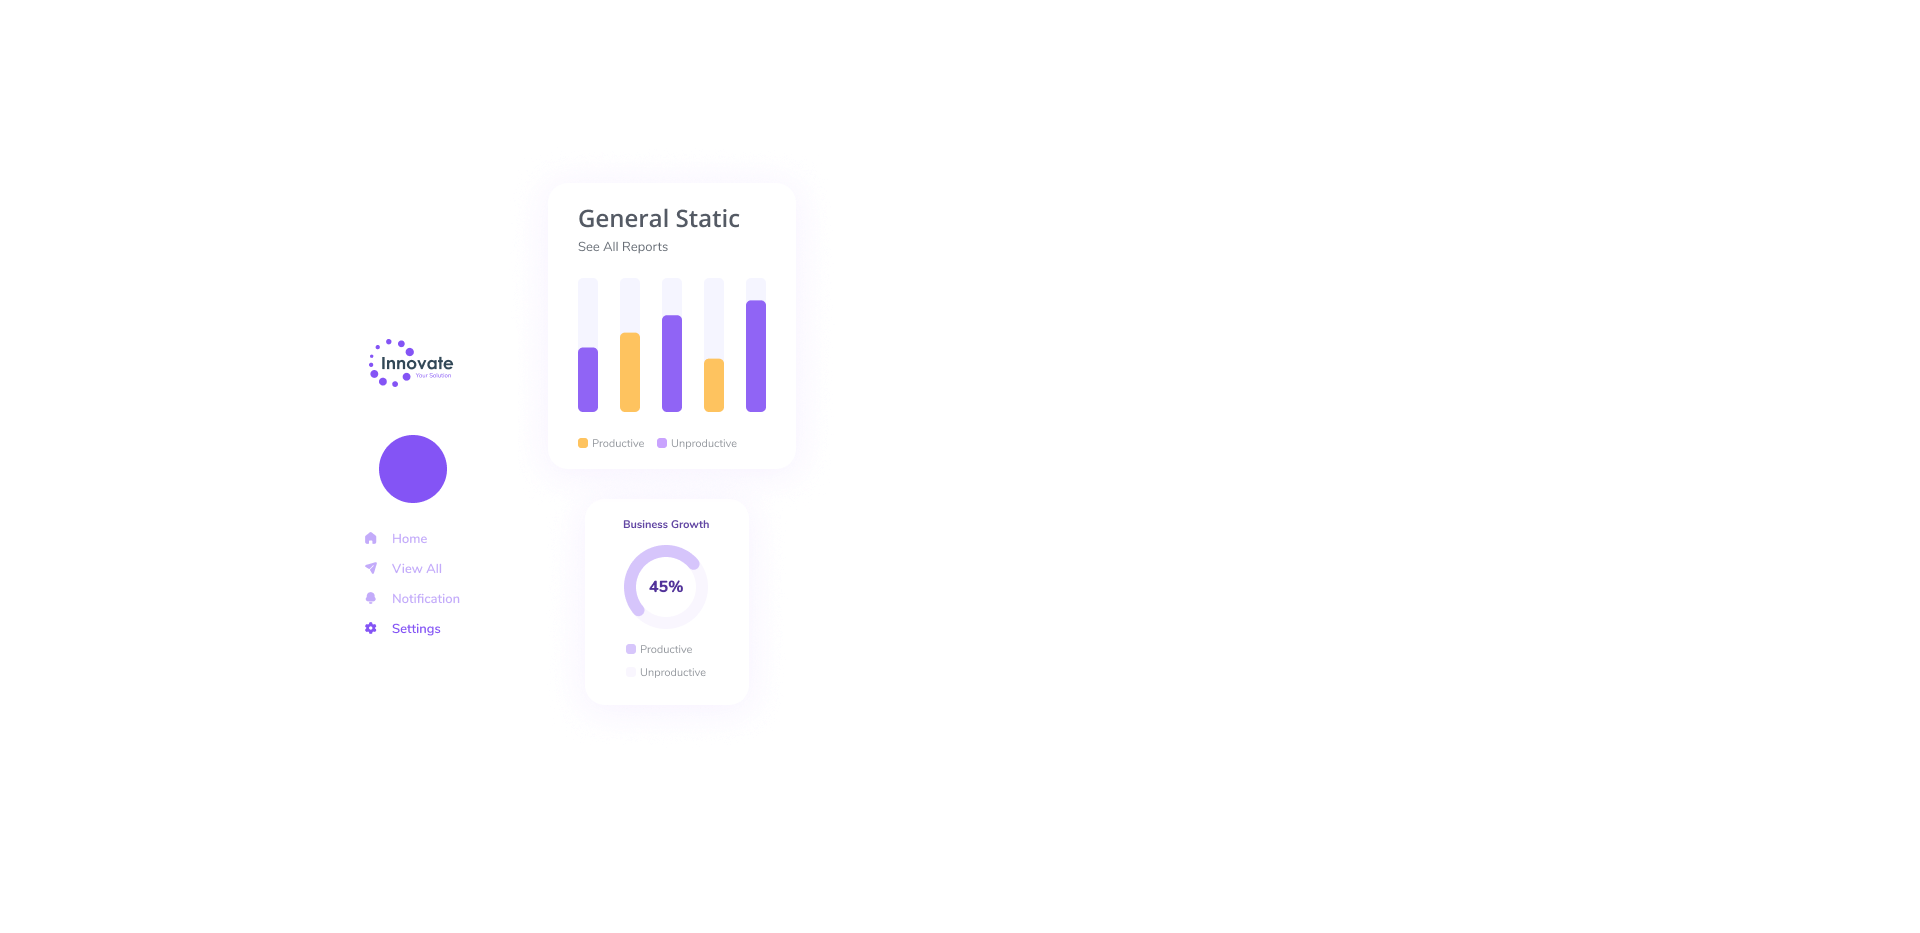 Innovate
Your Solution
Home
View All
Notification
Settings
General Static
See All Reports
Productive
Unproductive
Business Growth
45%
Productive
Unproductive